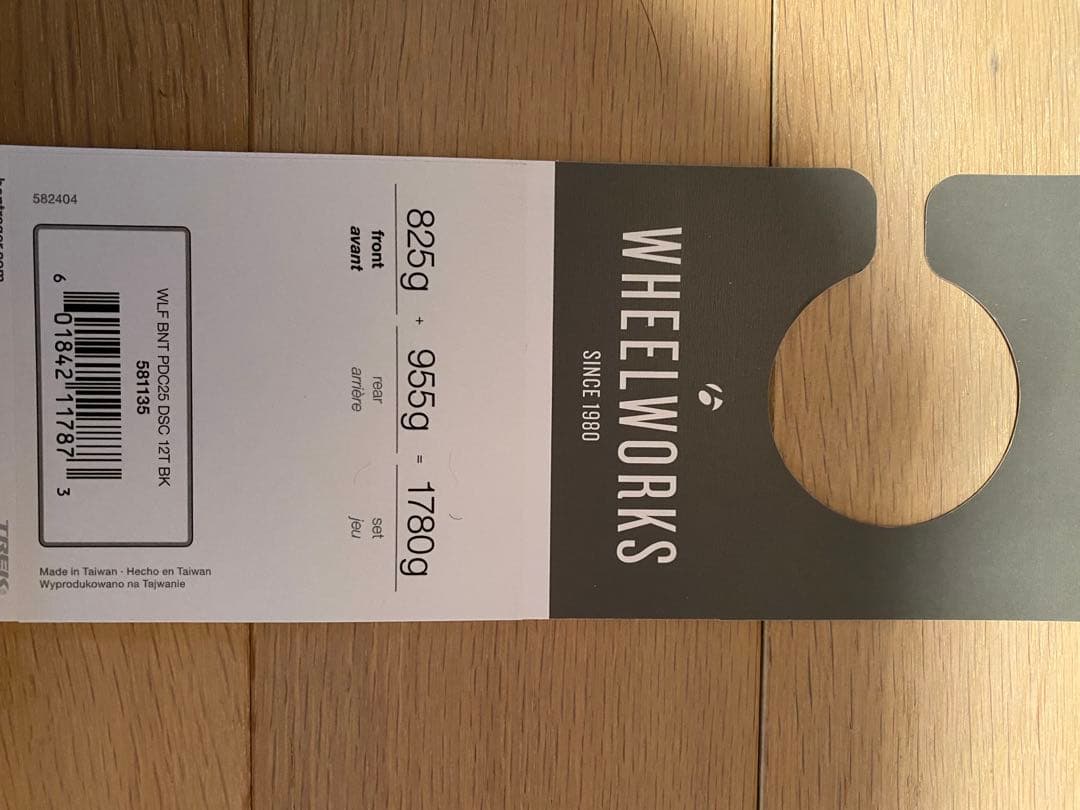 WHEELWORKS
SINCE 1980
825g + 955g = 1780g
front rear set
avant arrière jeu
WLF BNT PDC25 DSC 12T BK
581135
6 01842 11787 3
582404
Made in Taiwan · Hecho en Taiwan
Wyprodukowano na Tajwanie
TREK